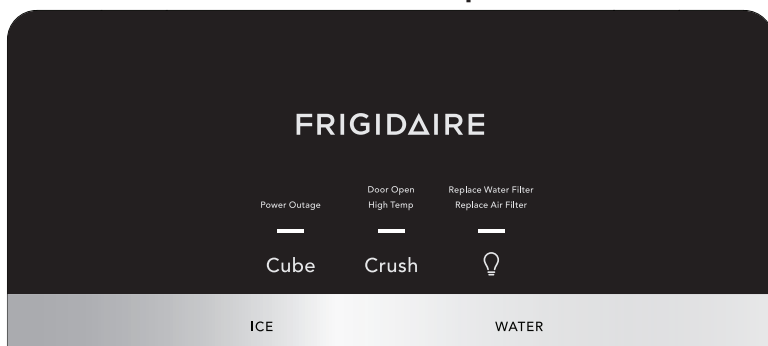 FRIGIDAIRE
Door Open Replace Water Filter
Power Outage High Temp Replace Air Filter
Cube Crush
ICE WATER